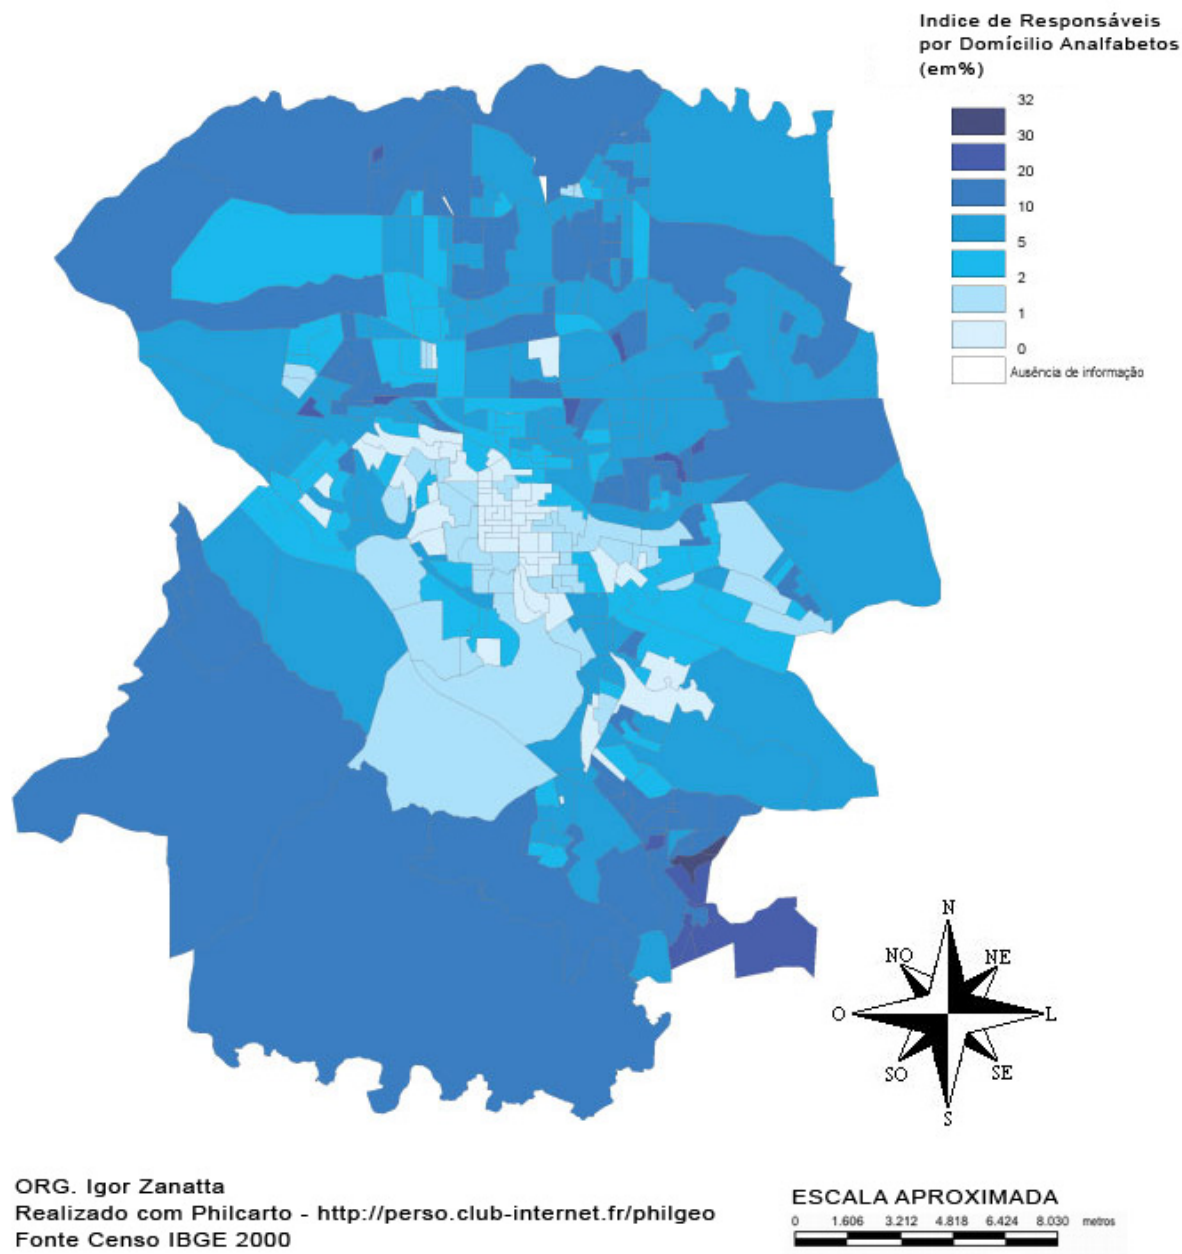 Indice de Responsáveis
por Domícilio Analfabetos
(em%)
32
30
20
10
5
2
1
0
Ausência de informação
N
NO
NE
O
L
SO
SE
S
ORG. Igor Zanatta
Realizado com Philcarto - http://perso.club-internet.fr/philgeo
Fonte Censo IBGE 2000
ESCALA APROXIMADA
0 1.606 3.212 4.818 6.424 8.030 metros